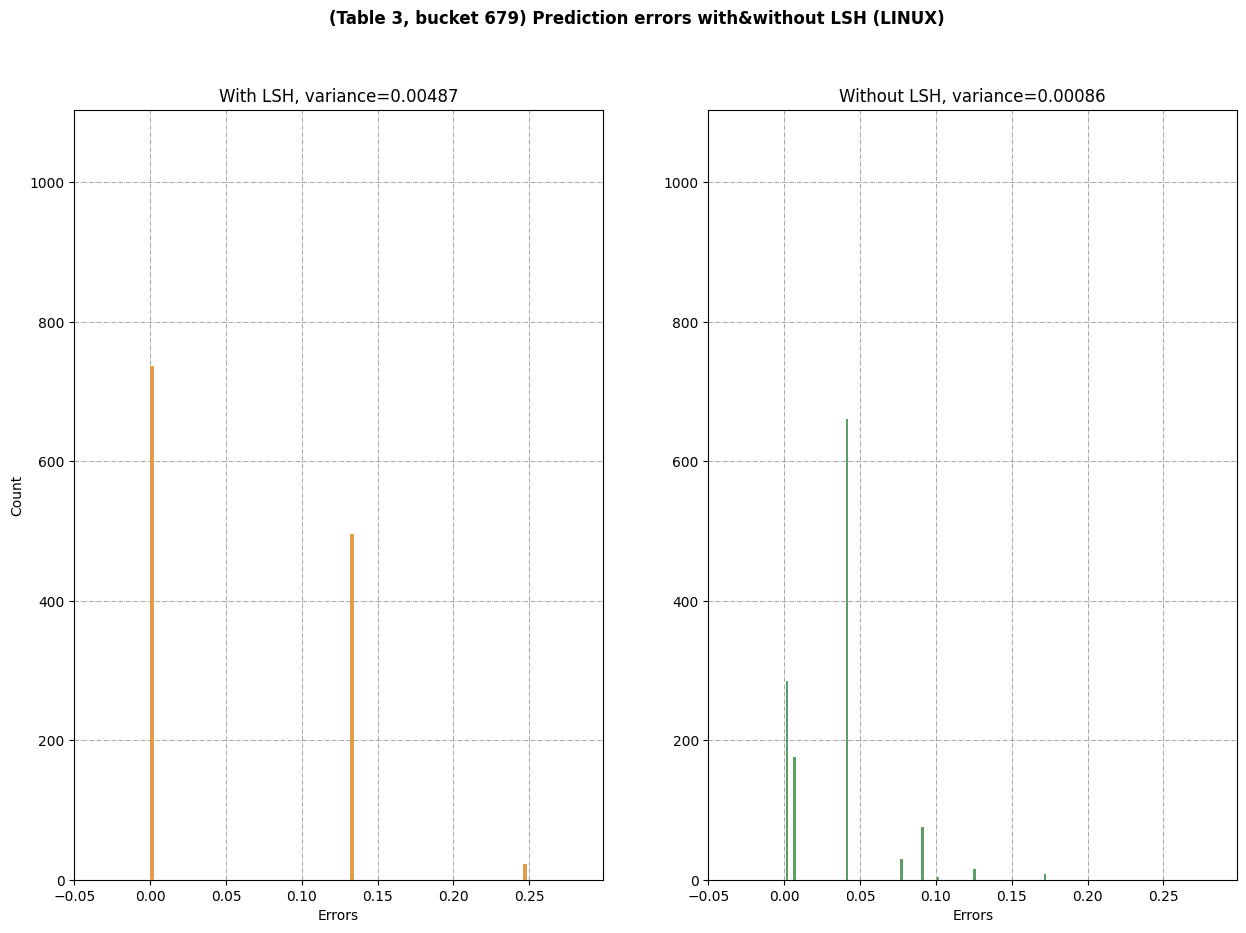 (Table 3, bucket 679) Prediction errors with&without LSH (LINUX)
With LSH, variance=0.00487
1000
800
600
400
200
0
Count
−0.05 0.00 0.05 0.10 0.15 0.20 0.25
Errors
Without LSH, variance=0.00086
1000
800
600
400
200
0
−0.05 0.00 0.05 0.10 0.15 0.20 0.25
Errors